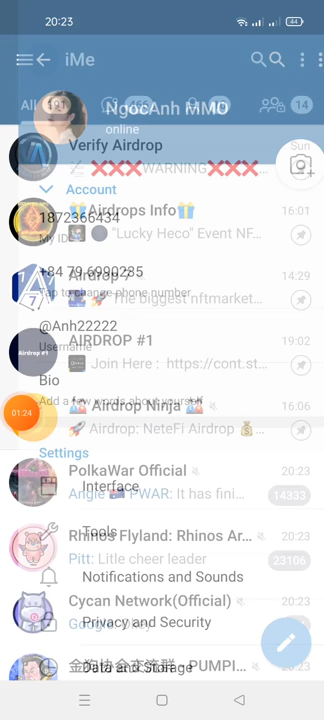 20:23
44
iMe
All
591
14
NgocAnh MMO
online
Verify Airdrop
Sun
❌❌❌WARNING❌❌❌...
Account
🎁Airdrops Info🎁
16:01
1872366434
My ID
"Lucky Heco" Event NF...
14:29
Tap to change phone number
🚀 The biggest nftmarket...
@Anh22222
AIRDROP #1
19:02
Username
Join Here : https://cont.st...
Bio
Add a few words about yourself
Airdrop Ninja
16:06
01:24
🚀 Airdrop: NeteFi Airdrop 💰...
Settings
PolkaWar Official
20:23
Angle 🇦🇺 PWAR: It has fini...
14333
Interface
Tools
Rhinos Flyland: Rhinos Ar...
20:23
Pitt: Litle cheer leader
23106
Notifications and Sounds
Cycan Network(Official)
20:23
Privacy and Security
Data and Storage
20:23